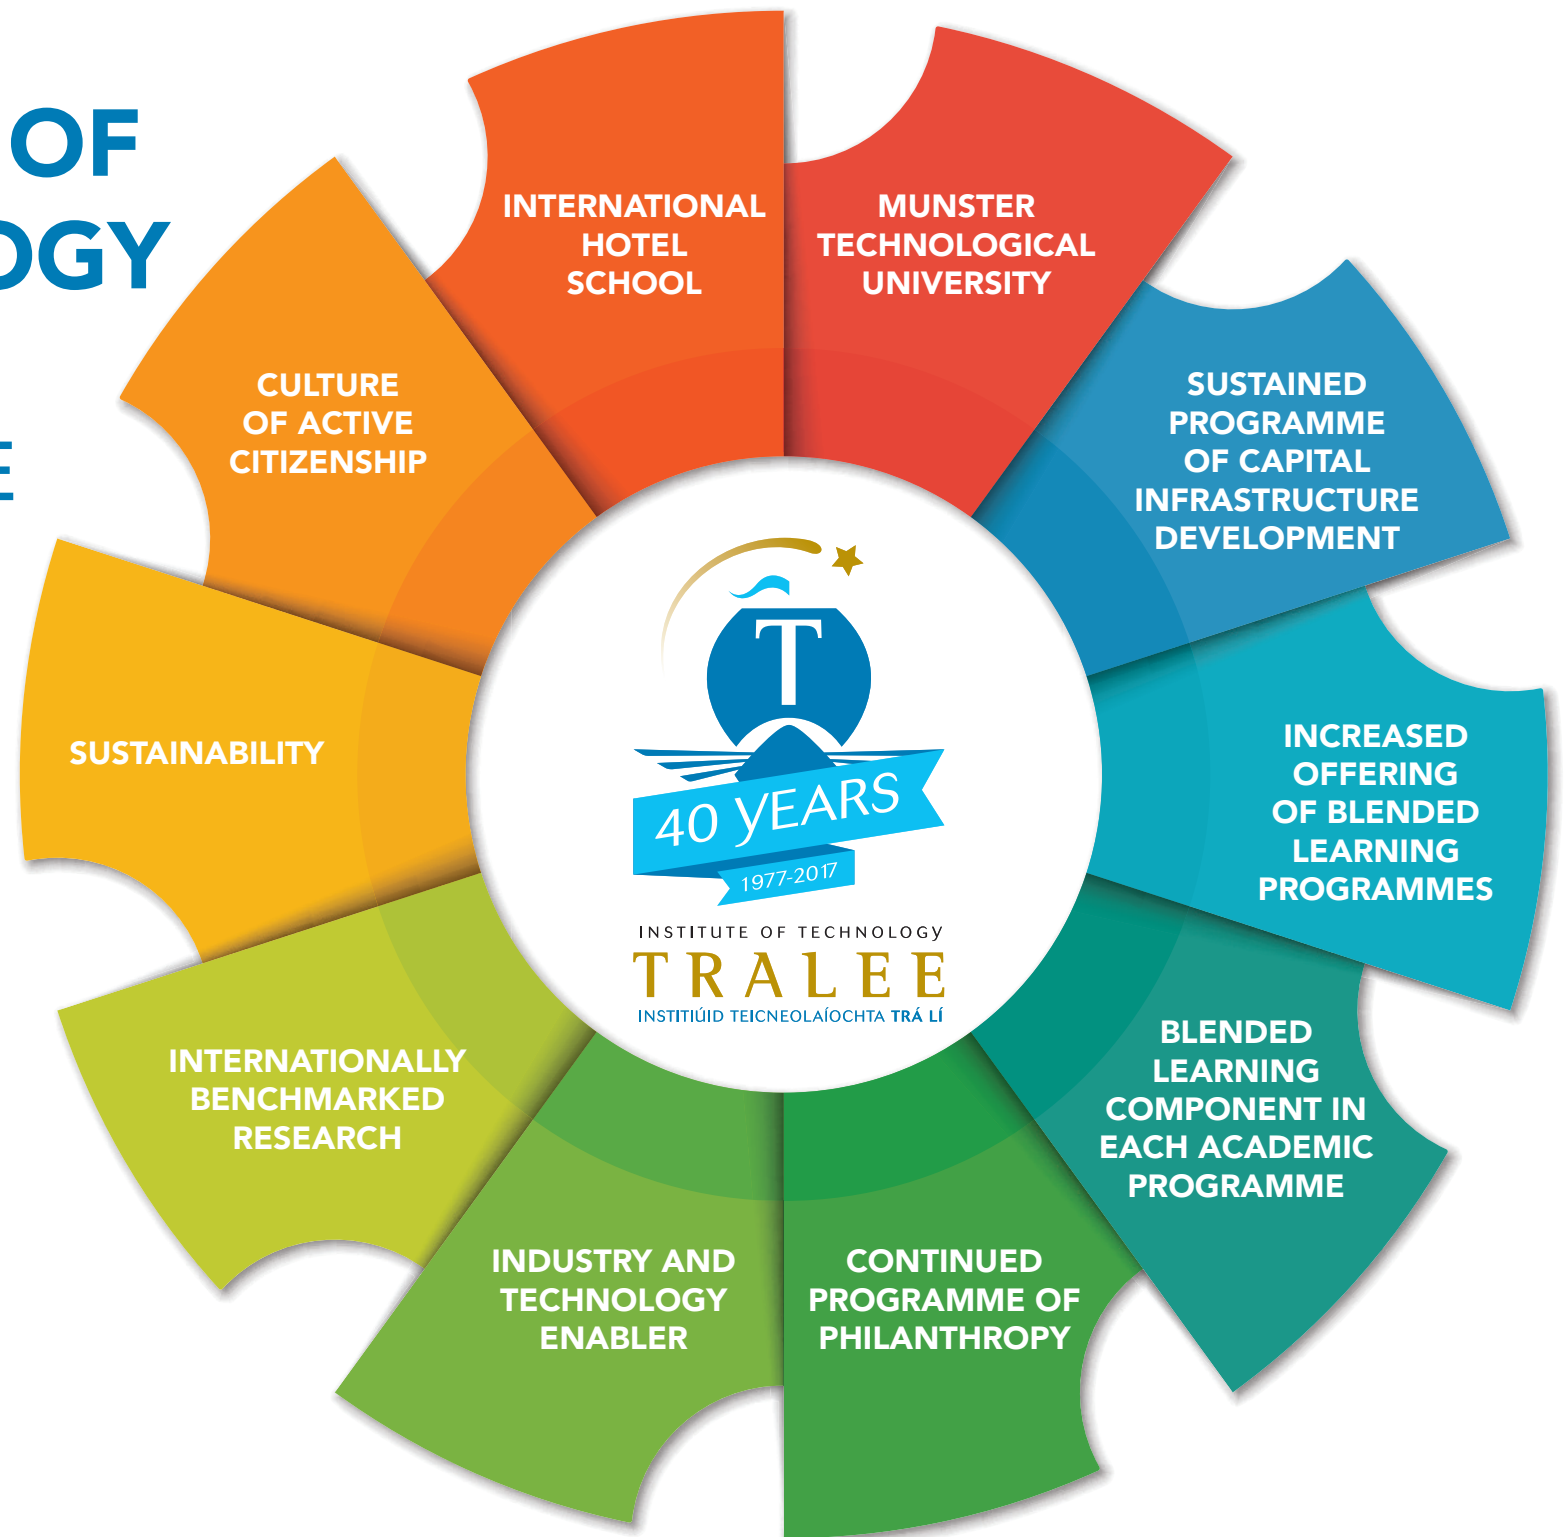 OF
OGY
E
INTERNATIONAL
HOTEL
SCHOOL
MUNSTER
TECHNOLOGICAL
UNIVERSITY
SUSTAINED
PROGRAMME
OF CAPITAL
INFRASTRUCTURE
DEVELOPMENT
INCREASED
OFFERING
OF BLENDED
LEARNING
PROGRAMMES
BLENDED
LEARNING
COMPONENT IN
EACH ACADEMIC
PROGRAMME
CONTINUED
PROGRAMME OF
PHILANTHROPY
INDUSTRY AND
TECHNOLOGY
ENABLER
INTERNATIONALLY
BENCHMARKED
RESEARCH
SUSTAINABILITY
CULTURE
OF ACTIVE
CITIZENSHIP
T
40 YEARS
1977-2017
INSTITUTE OF TECHNOLOGY
TRALEE
INSTITIÚID TEICNEOLAÍOCHTA TRÁ LÍ